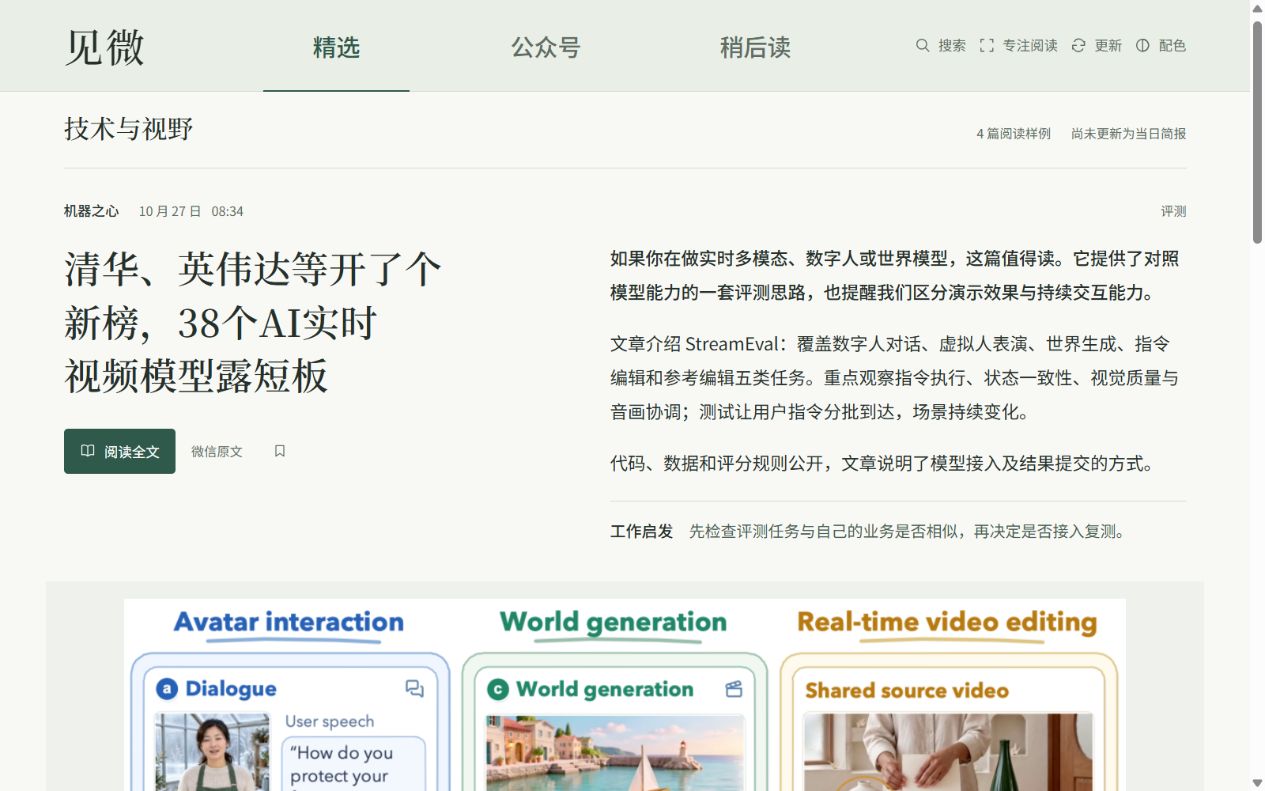 见微
精选
公众号
稍后读
搜索
专注阅读
更新
配色
技术与视野
4 篇阅读样例
尚未更新为当日简报
机器之心
10 月 27 日 08:34
评测
清华、英伟达等开了个
新榜，38个AI实时
视频模型露短板
阅读全文
微信原文
如果你在做实时多模态、数字人或世界模型，这篇值得读。它提供了对照
模型能力的一套评测思路，也提醒我们区分演示效果与持续交互能力。
文章介绍 StreamEval：覆盖数字人对话、虚拟人表演、世界生成、指令
编辑和参考编辑五类任务。重点观察指令执行、状态一致性、视觉质量与
音画协调；测试让用户指令分批到达，场景持续变化。
代码、数据和评分规则公开，文章说明了模型接入及结果提交的方式。
工作启发 先检查评测任务与自己的业务是否相似，再决定是否接入复测。
Avatar interaction
a Dialogue
User speech
“How do you
protect your
World generation
c World generation
Real-time video editing
Shared source video